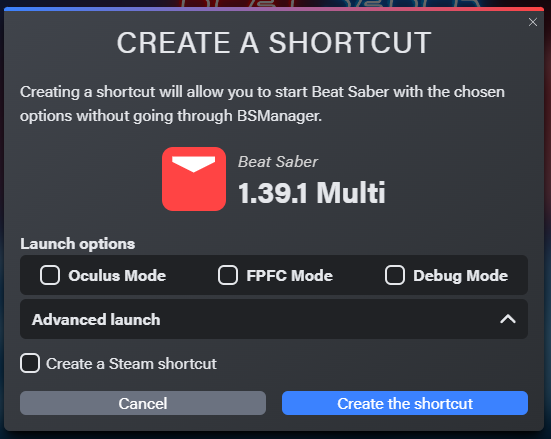 CREATE A SHORTCUT
Creating a shortcut will allow you to start Beat Saber with the chosen
options without going through BSManager.
Beat Saber
1.39.1 Multi
Launch options
Oculus Mode
FPFC Mode
Debug Mode
Advanced launch
Create a Steam shortcut
Cancel
Create the shortcut